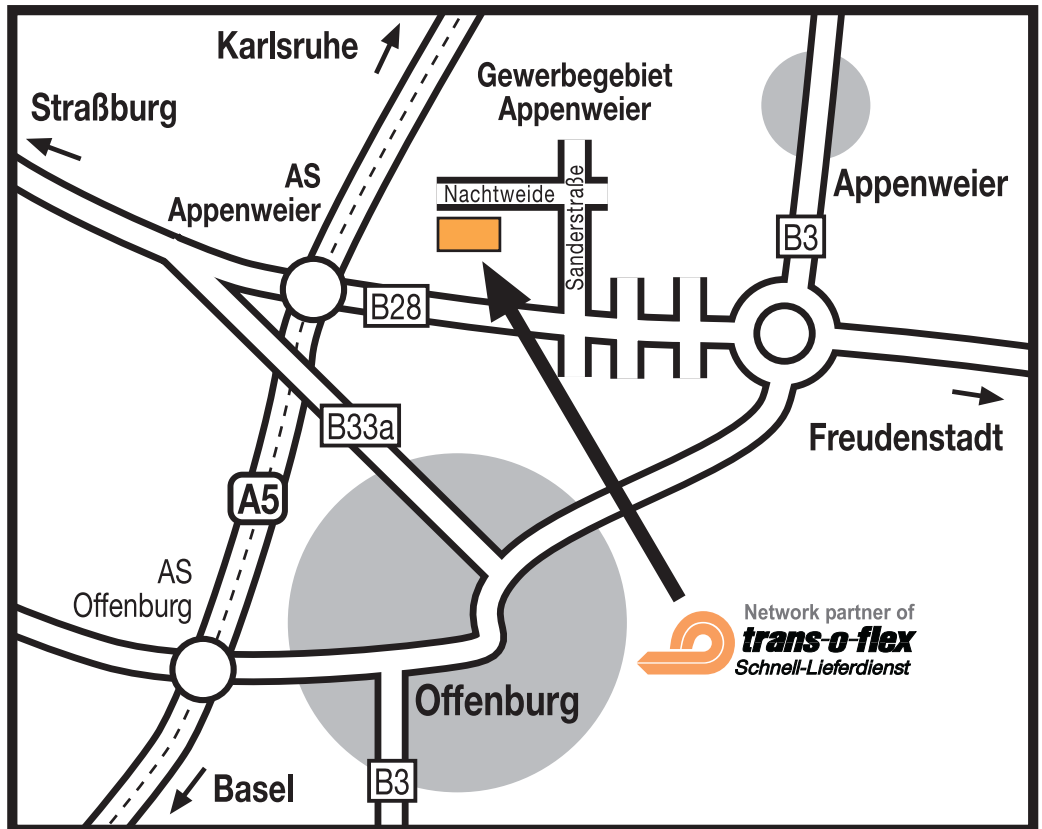 Karlsruhe
Straßburg
Gewerbegebiet
Appenweier
AS
Appenweier
Nachtweide
Sanderstraße
Appenweier
B3
B28
B33a
Freudenstadt
A5
AS
Offenburg
Network partner of
trans-o-flex
Schnell-Lieferdienst
Offenburg
B3
Basel